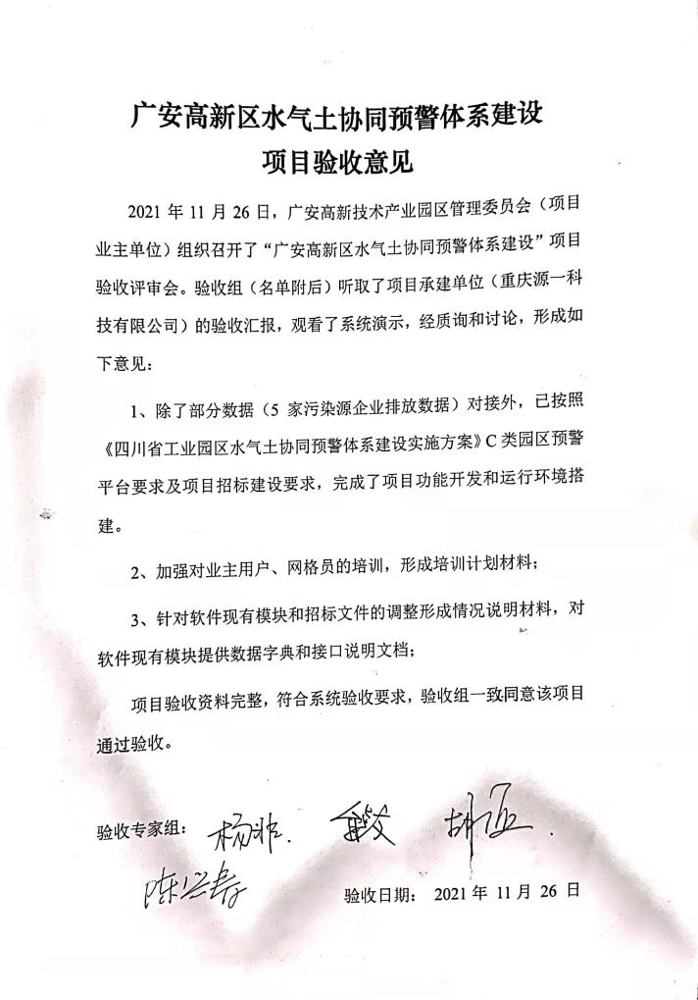 广安高新区水气土协同预警体系建设
项目验收意见
2021 年 11 月 26 日，广安高新技术产业园区管理委员会（项目
业主单位）组织召开了“广安高新区水气土协同预警体系建设”项目
验收评审会。验收组（名单附后）听取了项目承建单位（重庆源一科
技有限公司）的验收汇报，观看了系统演示，经质询和讨论，形成如
下意见：
1、除了部分数据（5 家污染源企业排放数据）对接外，已按照
《四川省工业园区水气土协同预警体系建设实施方案》C 类园区预警
平台要求及项目招标建设要求，完成了项目功能开发和运行环境搭
建。
2、加强对业主用户、网格员的培训，形成培训计划材料；
3、针对软件现有模块和招标文件的调整形成情况说明材料，对
软件现有模块提供数据字典和接口说明文档；
项目验收资料完整，符合系统验收要求，验收组一致同意该项目
通过验收。
验收专家组：
验收日期： 2021 年 11 月 26 日